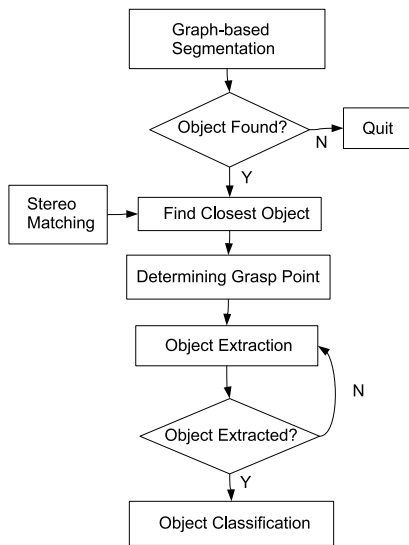 Graph-based
Segmentation
Object Found?
N
Quit
Y
Stereo
Matching
Find Closest Object
Determining Grasp Point
Object Extraction
N
Object Extracted?
Y
Object Classification